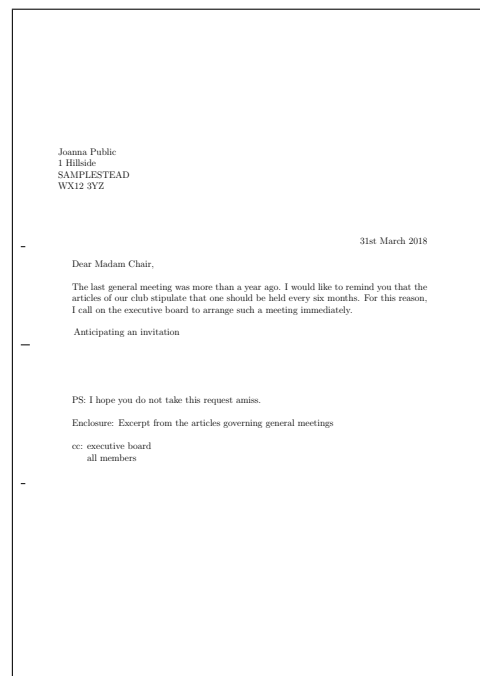 Joanna Public
1 Hillside
SAMPLESTEAD
WX12 3YZ
31st March 2018
Dear Madam Chair,
The last general meeting was more than a year ago. I would like to remind you that the
articles of our club stipulate that one should be held every six months. For this reason,
I call on the executive board to arrange such a meeting immediately.
Anticipating an invitation
PS: I hope you do not take this request amiss.
Enclosure: Excerpt from the articles governing general meetings
cc: executive board
all members